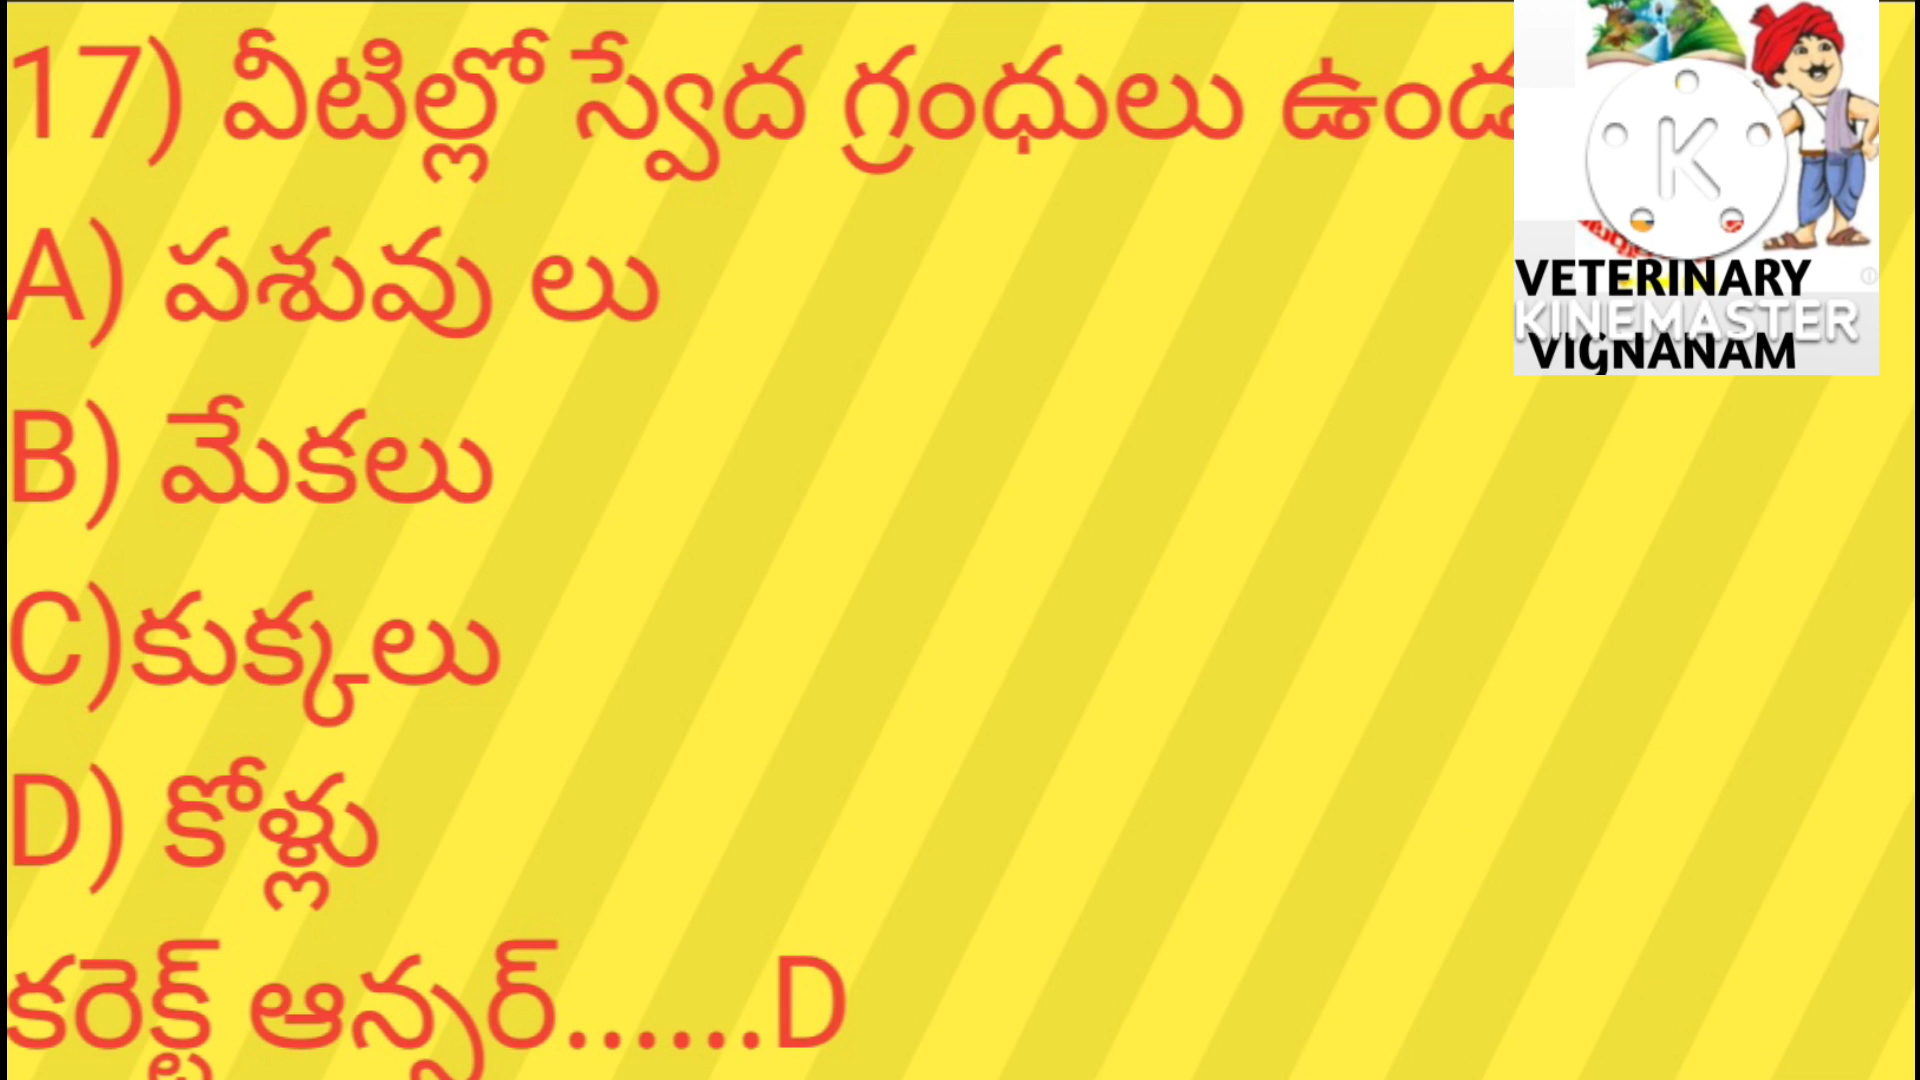 17) వీటిల్లో స్వేద గ్రంధులు
A) పశువు లు
B) మేకలు
C)కుక్కలు
D) కోళ్లు
కరెక్ట్ ఆన్సర్......D
VETERINARY
KINEMASTER
VIGNANAM